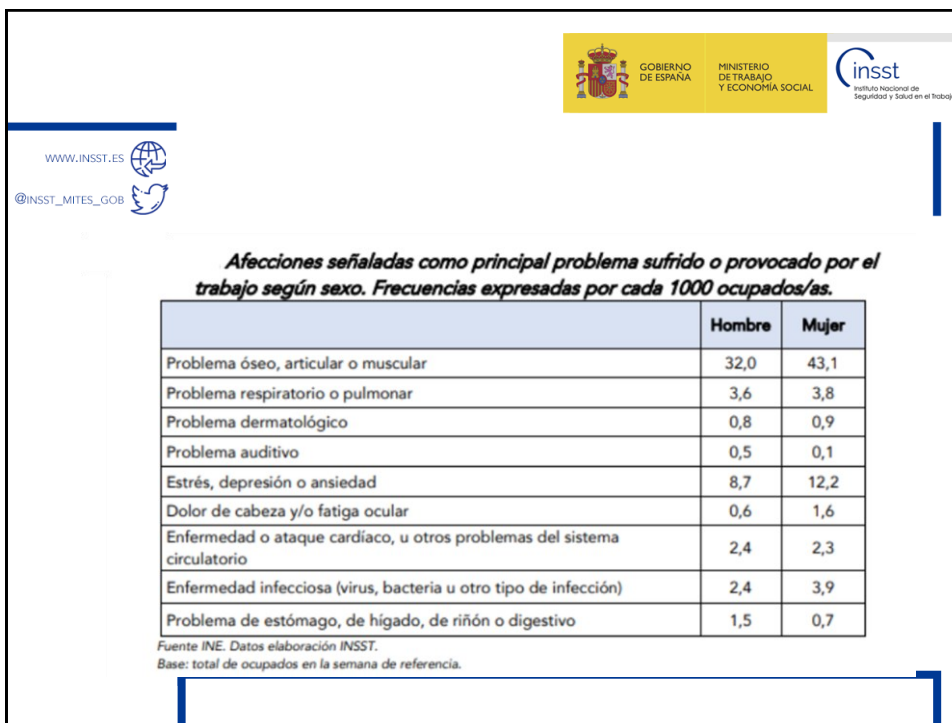 GOBIERNO
DE ESPAÑA
MINISTERIO
DE TRABAJO
Y ECONOMÍA SOCIAL
insst
Instituto Nacional de
Seguridad y Salud en el Trabajo
WWW.INSST.ES
@INSST_MITES_GOB
Afecciones señaladas como principal problema sufrido o provocado por el
trabajo según sexo. Frecuencias expresadas por cada 1000 ocupados/as.
Hombre Mujer
Problema óseo, articular o muscular 32,0 43,1
Problema respiratorio o pulmonar 3,6 3,8
Problema dermatológico 0,8 0,9
Problema auditivo 0,5 0,1
Estrés, depresión o ansiedad 8,7 12,2
Dolor de cabeza y/o fatiga ocular 0,6 1,6
Enfermedad o ataque cardíaco, u otros problemas del sistema
circulatorio 2,4 2,3
Enfermedad infecciosa (virus, bacteria u otro tipo de infección) 2,4 3,9
Problema de estómago, de hígado, de riñón o digestivo 1,5 0,7
Fuente INE. Datos elaboración INSST.
Base: total de ocupados en la semana de referencia.